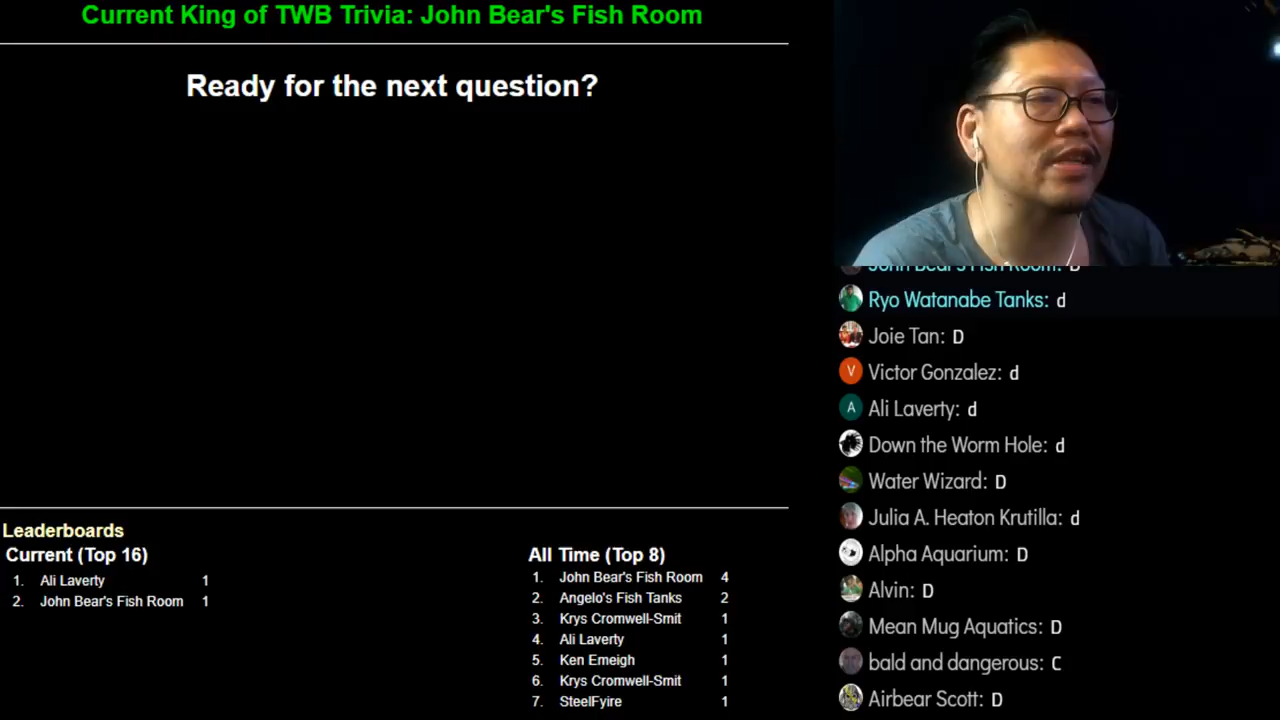 Current King of TWB Trivia: John Bear's Fish Room
Ready for the next question?
John Bear's Fish Room: D
Ryo Watanabe Tanks: d
Joie Tan: D
V Victor Gonzalez: d
A Ali Laverty: d
Down the Worm Hole: d
Water Wizard: D
Julia A. Heaton Krutilla: d
Alpha Aquarium: D
Alvin: D
Mean Mug Aquatics: D
bald and dangerous: C
Airbear Scott: D
Leaderboards
Current (Top 16)
1. Ali Laverty 1
2. John Bear's Fish Room 1
All Time (Top 8)
1. John Bear's Fish Room 4
2. Angelo's Fish Tanks 2
3. Krys Cromwell-Smit 1
4. Ali Laverty 1
5. Ken Emeigh 1
6. Krys Cromwell-Smit 1
7. SteelFyire 1